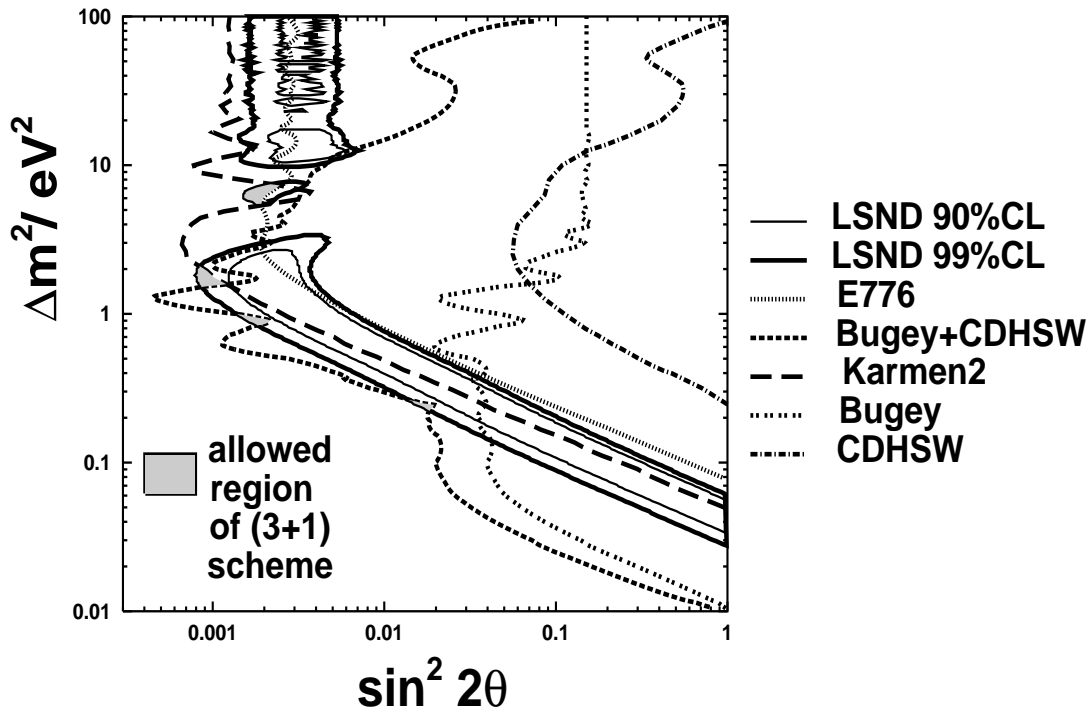 100
10
1
0.1
0.01
Δm²/ eV²
0.001
0.01
0.1
1
sin² 2θ
allowed
region
of (3+1)
scheme
LSND 90%CL
LSND 99%CL
E776
Bugey+CDHSW
Karmen2
Bugey
CDHSW